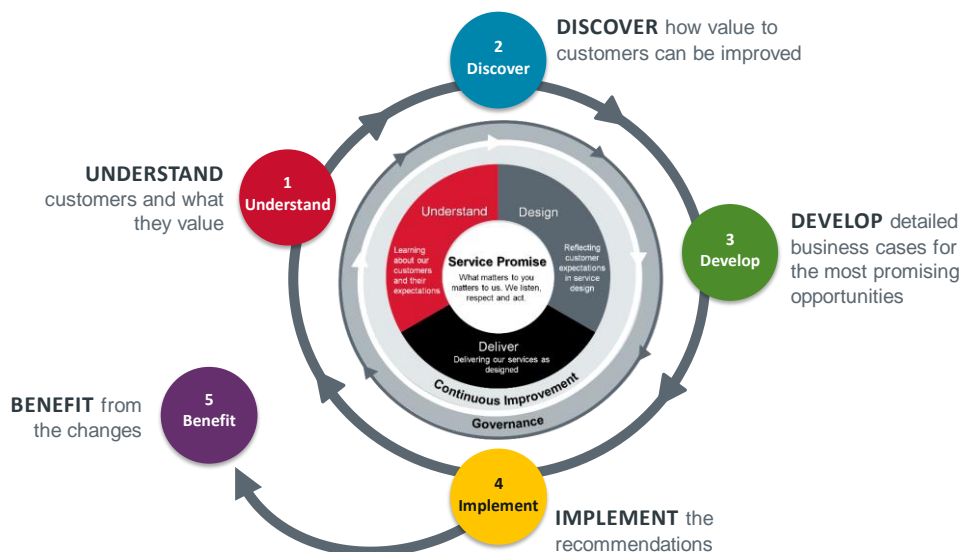 2
Discover
DISCOVER how value to
customers can be improved
1
Understand
UNDERSTAND
customers and what
they value
3
Develop
DEVELOP detailed
business cases for
the most promising
opportunities
Understand
Learning
about our
customers
and their
expectations
Design
Reflecting
customer
expectations
in service
design
Service Promise
What matters to you
matters to us. We listen,
respect and act.
Deliver
Delivering our services as
designed
Continuous Improvement
Governance
5
Benefit
BENEFIT from
the changes
4
Implement
IMPLEMENT the
recommendations